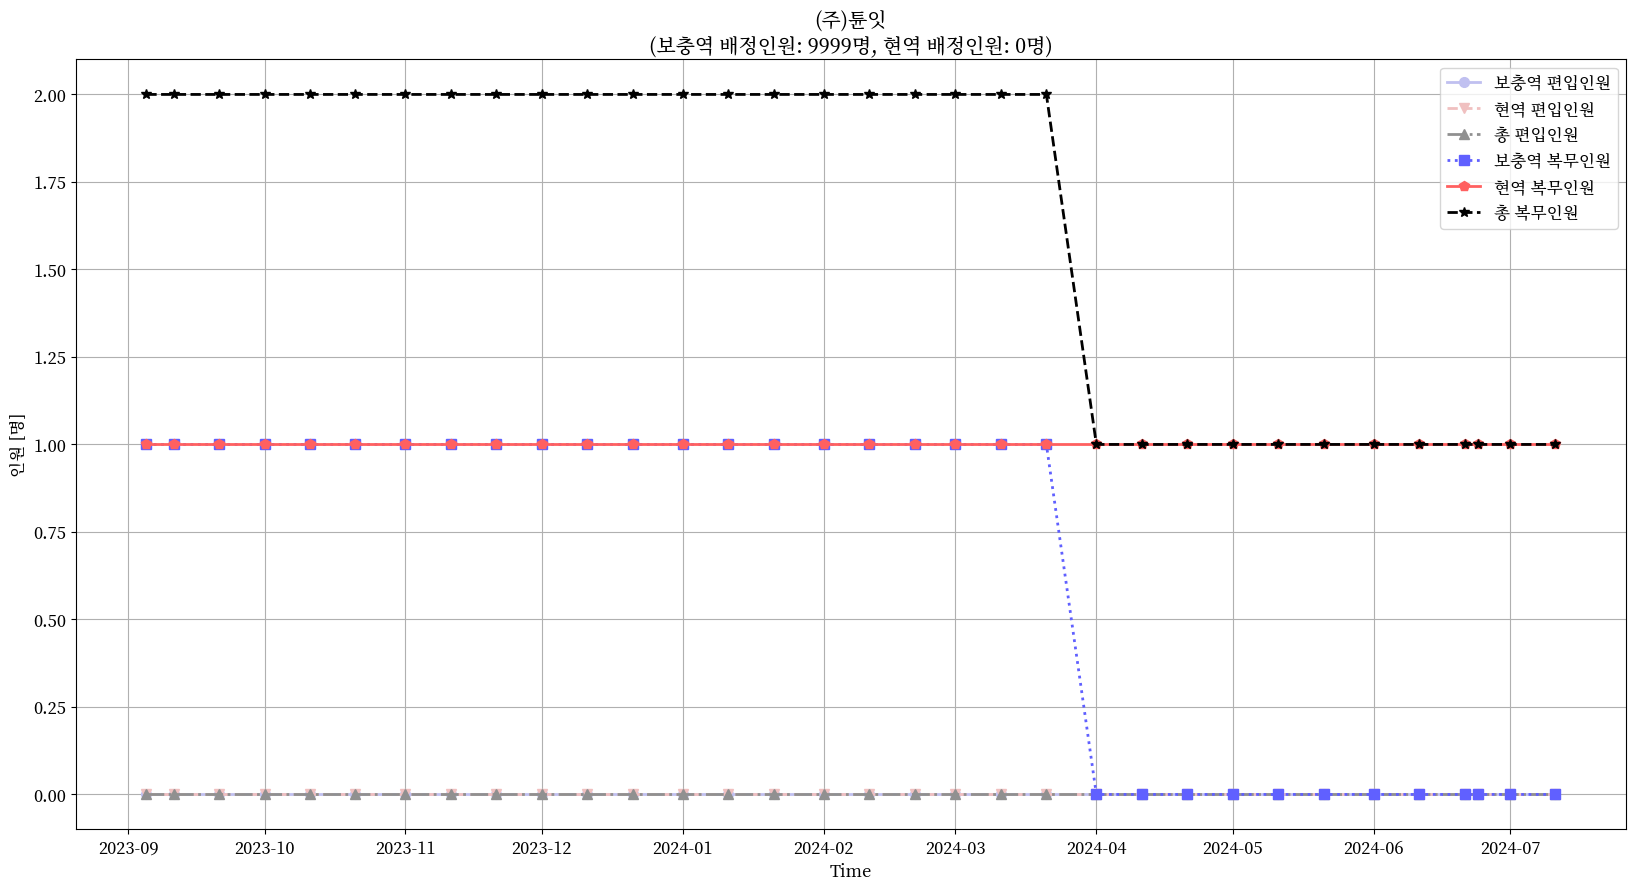 (주)튠잇
(보충역 배정인원: 9999명, 현역 배정인원: 0명)
보충역 편입인원
현역 편입인원
총 편입인원
보충역 복무인원
현역 복무인원
총 복무인원
인원 [명]
2.00
1.75
1.50
1.25
1.00
0.75
0.50
0.25
0.00
2023-09 2023-10 2023-11 2023-12 2024-01 2024-02 2024-03 2024-04 2024-05 2024-06 2024-07
Time